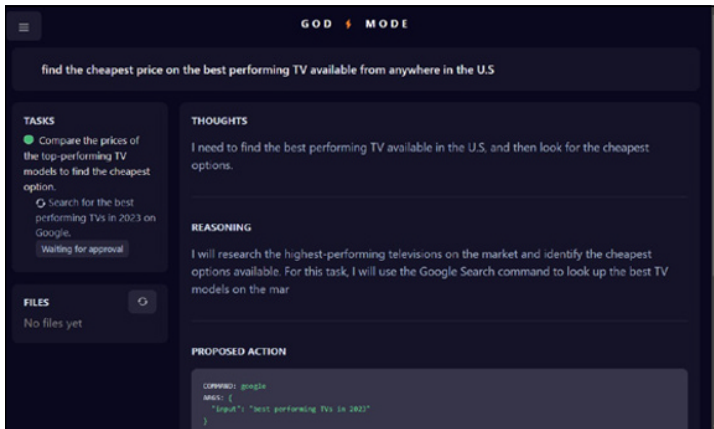 GOD MODE
find the cheapest price on the best performing TV available from anywhere in the U.S
TASKS
Compare the prices of
the top-performing TV
models to find the cheapest
option.
Search for the best
performing TVs in 2023 on
Google.
Waiting for approval
FILES
No files yet
THOUGHTS
I need to find the best performing TV available in the U.S, and then look for the cheapest
options.
REASONING
I will research the highest-performing televisions on the market and identify the cheapest
options available. For this task, I will use the Google Search command to look up the best TV
models on the mar
PROPOSED ACTION
COMMAND: google
ARGS: {
"input": "best performing TVs in 2023"
}